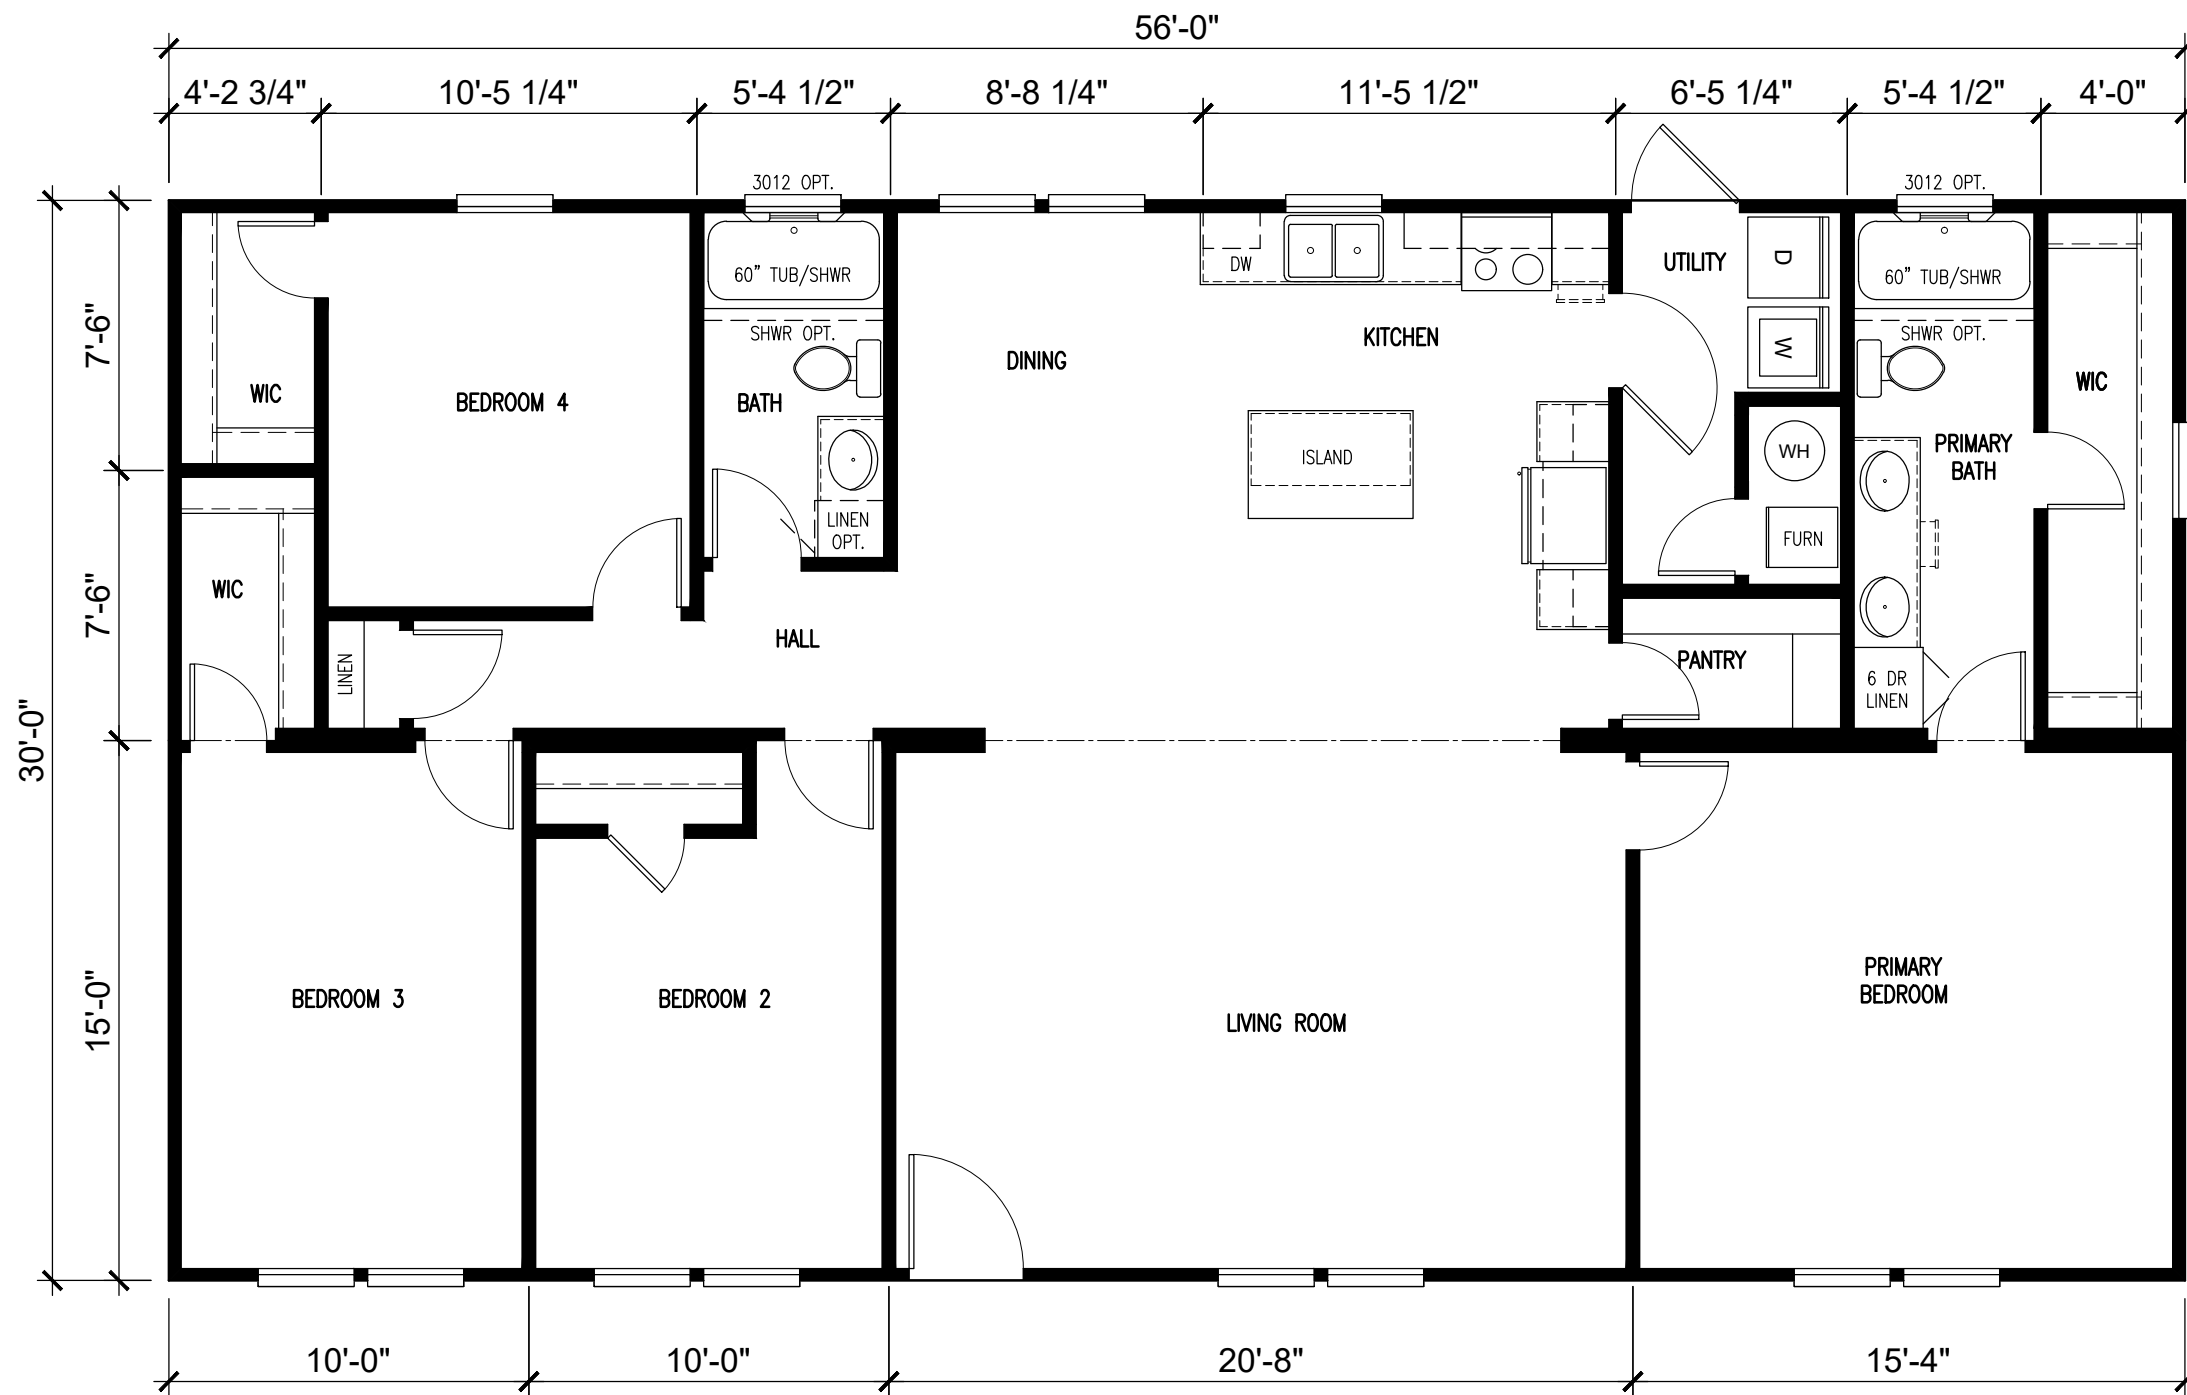 56'-0"
4'-2 3/4"
10'-5 1/4"
5'-4 1/2"
8'-8 1/4"
11'-5 1/2"
6'-5 1/4"
5'-4 1/2"
4'-0"
3012 OPT.
3012 OPT.
7'-6"
7'-6"
15'-0"
30'-0"
WIC
BEDROOM 4
60" TUB/SHWR
SHWR OPT.
BATH
LINEN
OPT.
DINING
DW
KITCHEN
ISLAND
UTILITY
D
W
WH
FURN
60" TUB/SHWR
SHWR OPT.
PRIMARY
BATH
WIC
WIC
LINEN
HALL
PANTRY
6 DR
LINEN
BEDROOM 3
BEDROOM 2
LIVING ROOM
PRIMARY
BEDROOM
10'-0"
10'-0"
20'-8"
15'-4"